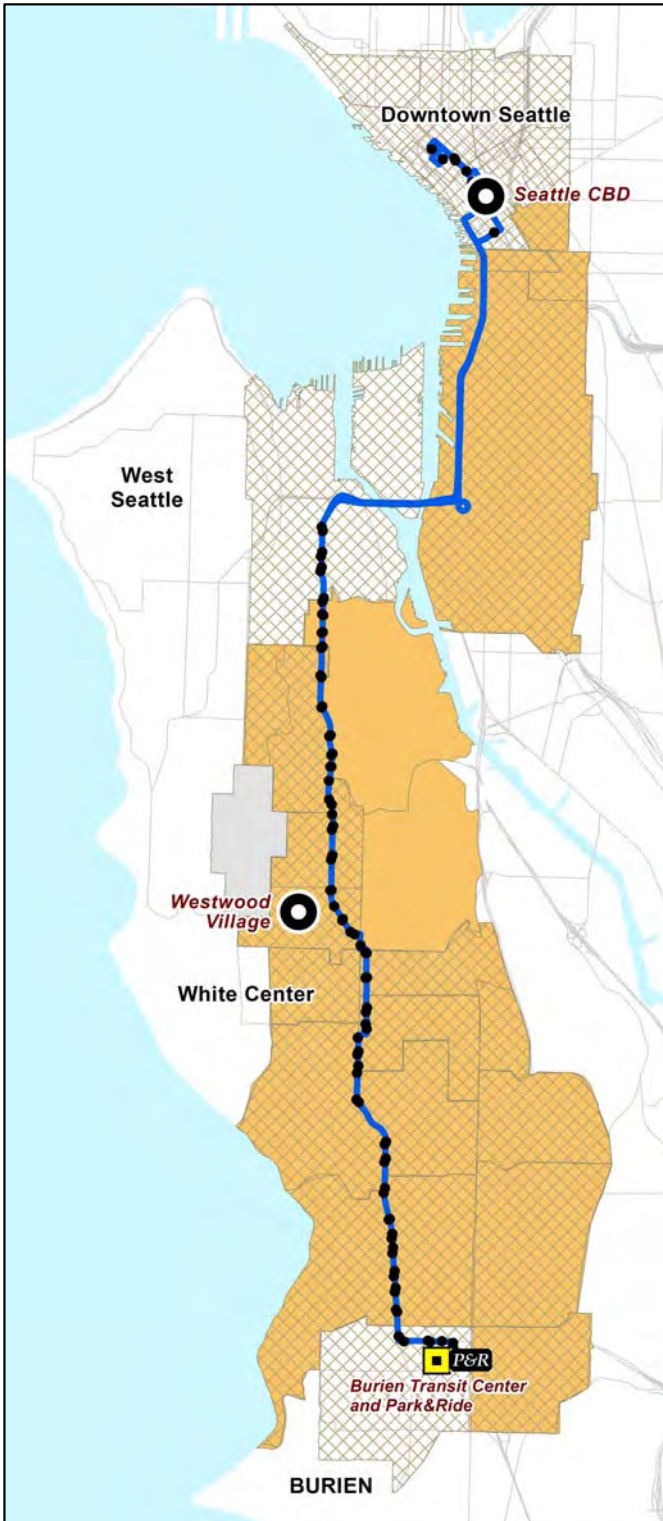 Downtown Seattle
Seattle CBD
West
Seattle
Westwood
Village
White Center
P&R
Burien Transit Center
and Park&Ride
BURIEN